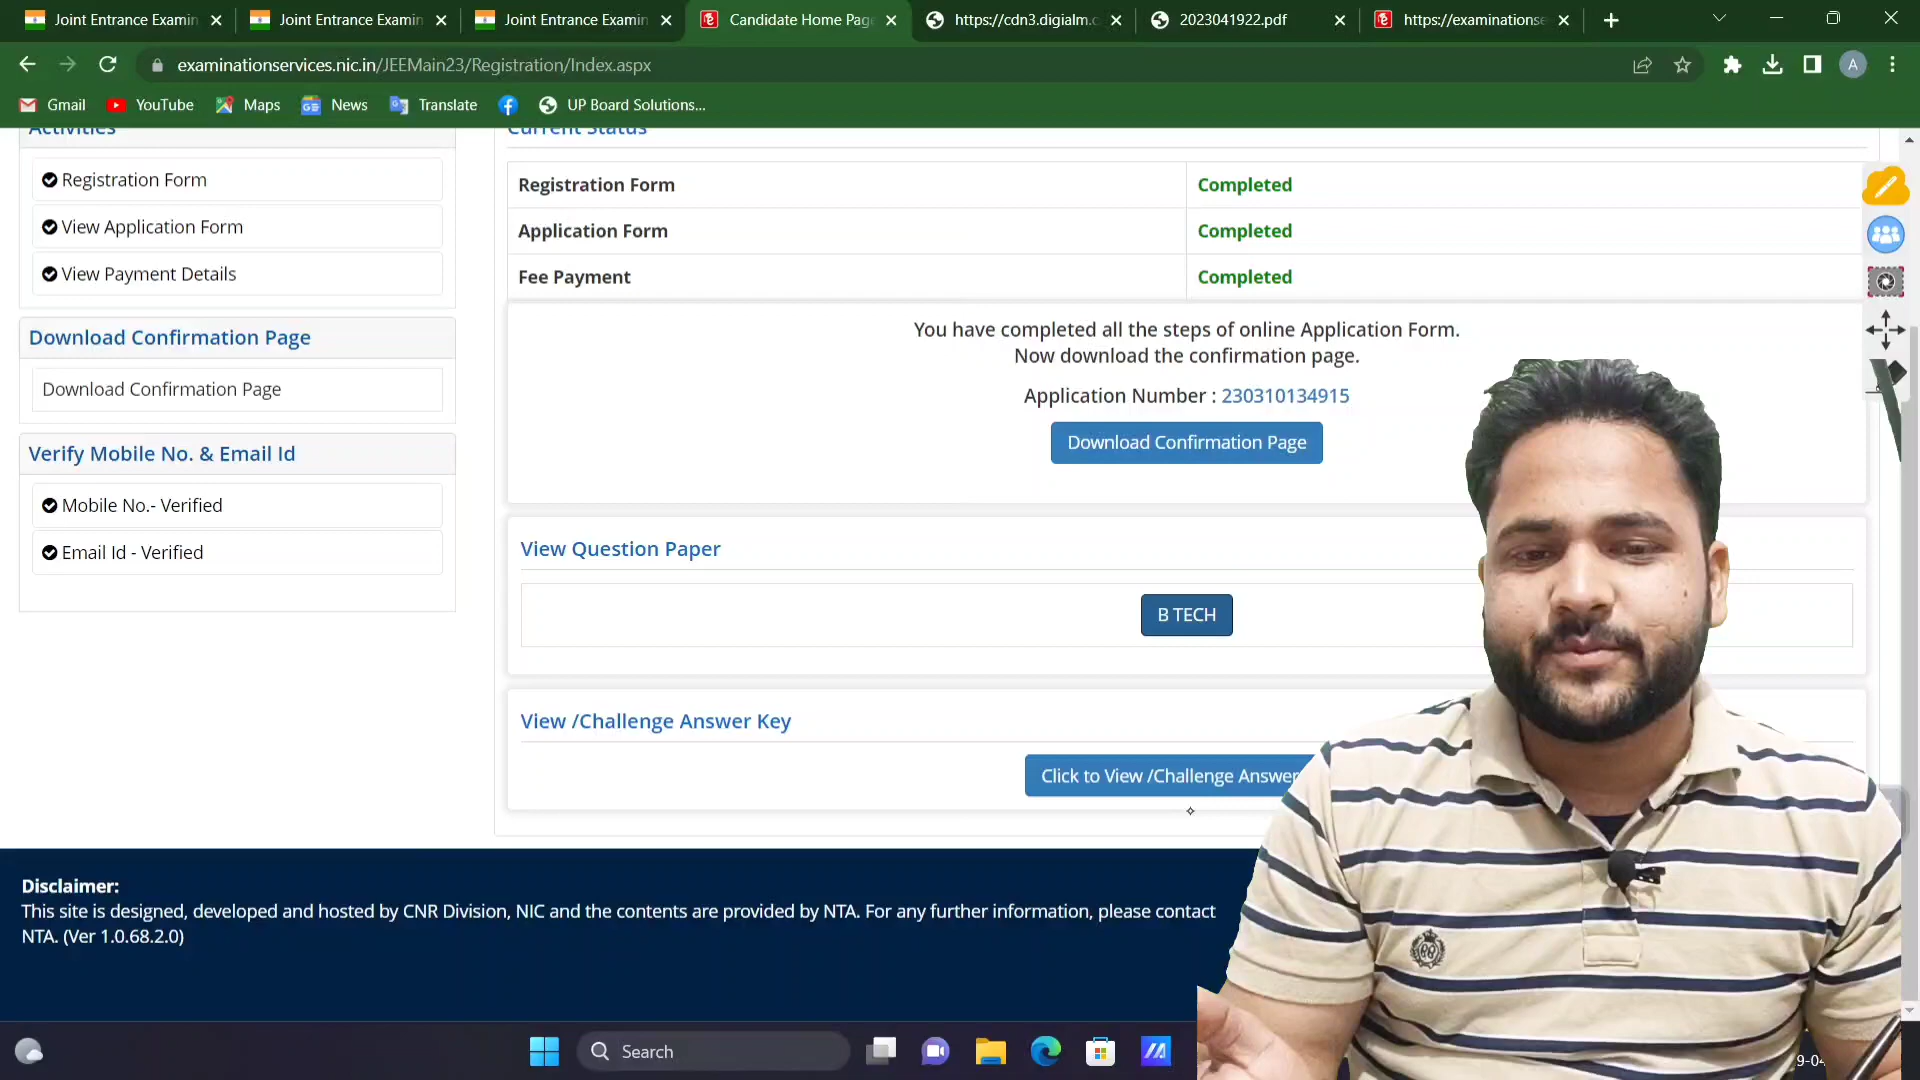 Joint Entrance Examin
Joint Entrance Examin
Joint Entrance Examin
Candidate Home Pag
https://cdn3.digialm.c
2023041922.pdf
https://examinationse
examinationservices.nic.in/JEEMain23/Registration/Index.aspx
A
Gmail
YouTube
Maps
News
Translate
UP Board Solutions...
Activities
Current Status
Registration Form
View Application Form
View Payment Details
Registration Form Completed
Application Form Completed
Fee Payment Completed
Download Confirmation Page
Download Confirmation Page
You have completed all the steps of online Application Form.
Now download the confirmation page.
Application Number : 230310134915
Download Confirmation Page
Verify Mobile No. & Email Id
Mobile No.- Verified
Email Id - Verified
View Question Paper
B TECH
View /Challenge Answer Key
Click to View /Challenge Answer
Disclaimer:
This site is designed, developed and hosted by CNR Division, NIC and the contents are provided by NTA. For any further information, please contact
NTA. (Ver 1.0.68.2.0)
Search